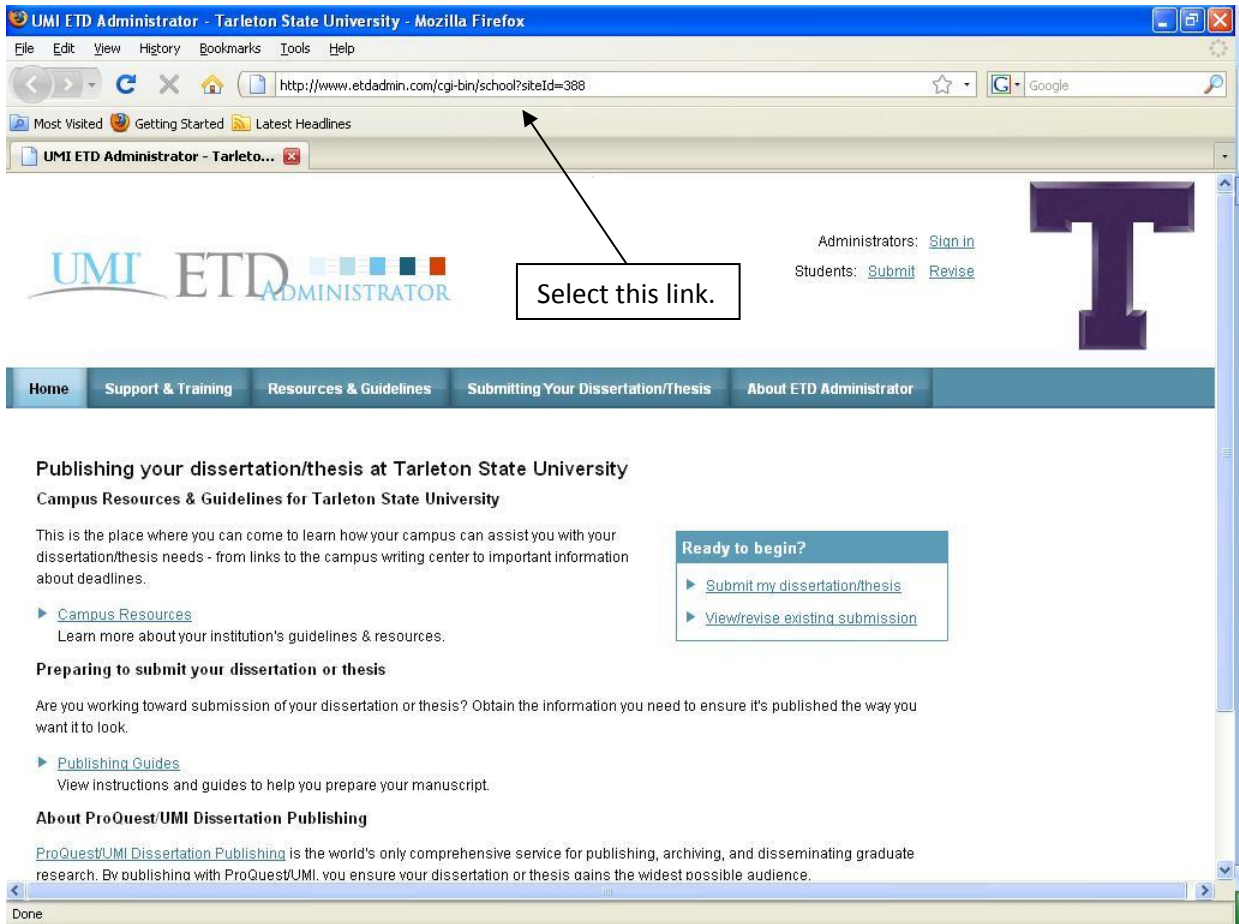 UMI ETD Administrator - Tarleton State University - Mozilla Firefox
File Edit View History Bookmarks Tools Help
http://www.etdadmin.com/cgi-bin/school?siteId=388
G Google
Most Visited Getting Started Latest Headlines
UMI ETD Administrator - Tarleto...
T
Administrators: Sign in
Students: Submit Revise
UMI ETD ADMINISTRATOR
Select this link.
Home Support & Training Resources & Guidelines Submitting Your Dissertation/Thesis About ETD Administrator
Publishing your dissertation/thesis at Tarleton State University
Campus Resources & Guidelines for Tarleton State University
This is the place where you can come to learn how your campus can assist you with your
dissertation/thesis needs - from links to the campus writing center to important information
about deadlines.
Campus Resources
Learn more about your institution's guidelines & resources.
Ready to begin?
Submit my dissertation/thesis
View/revise existing submission
Preparing to submit your dissertation or thesis
Are you working toward submission of your dissertation or thesis? Obtain the information you need to ensure it's published the way you
want it to look.
Publishing Guides
View instructions and guides to help you prepare your manuscript.
About ProQuest/UMI Dissertation Publishing
ProQuest/UMI Dissertation Publishing is the world's only comprehensive service for publishing, archiving, and disseminating graduate
research. By publishing with ProQuest/UMI, you ensure your dissertation or thesis gains the widest possible audience.
Done